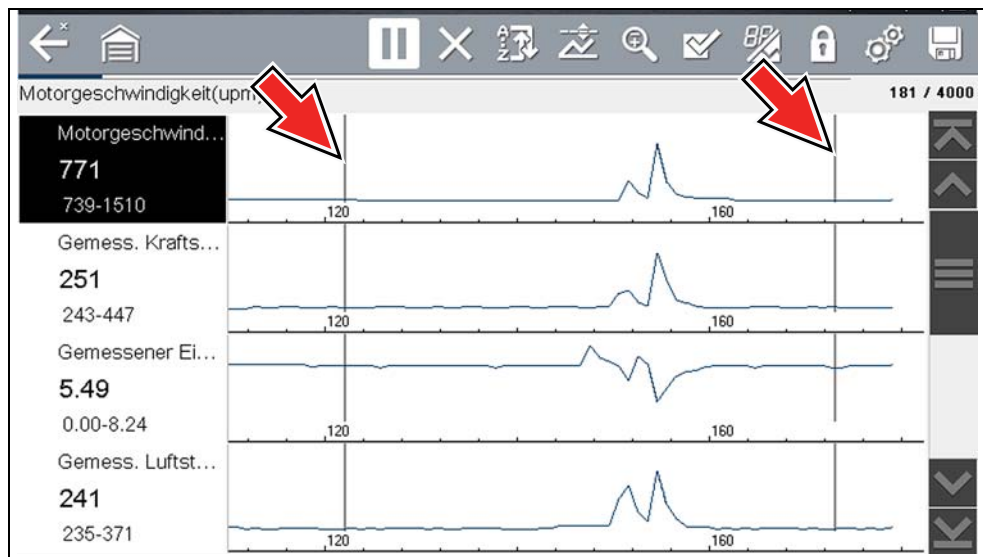 Motorgeschwindigkeit(upm)
181 / 4000
Motorgeschwind...
771
739-1510
120
160
Gemess. Krafts...
251
243-447
120
160
Gemessener Ei...
5.49
0.00-8.24
120
160
Gemess. Luftst...
241
235-371
120
160